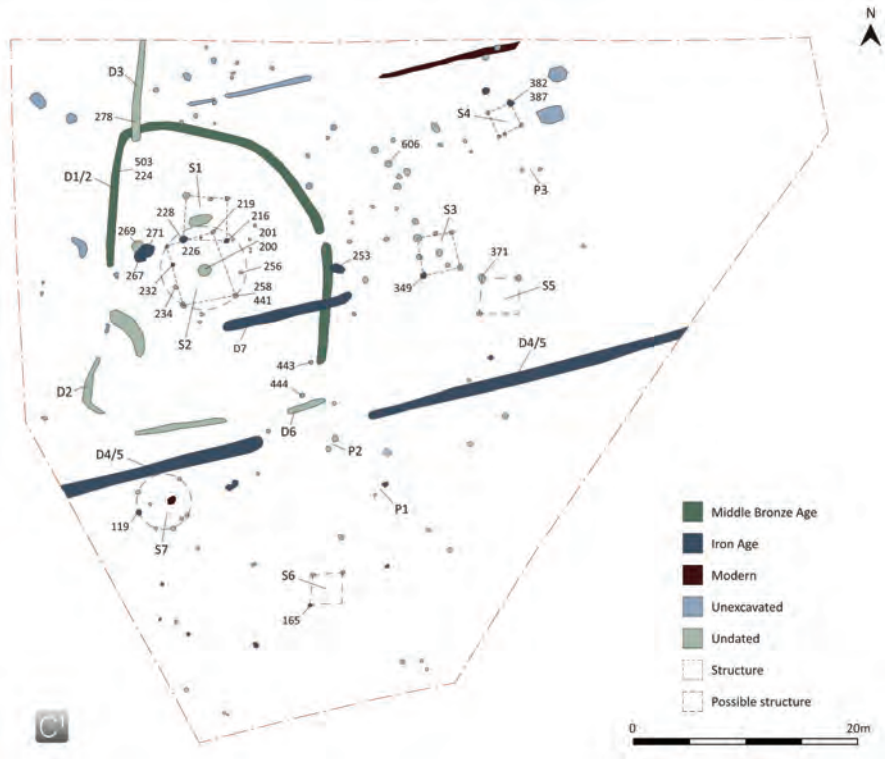 N
D3
382
387
S4
278
606
P3
503
224
D1/2
S1
219
228
216
201
S3
269
271
226
200
253
371
256
267
232
349
S5
258
234
441
S2
D7
D4/5
443
D2
444
D6
D4/5
P2
P1
119
S7
S6
165
Middle Bronze Age
Iron Age
Modern
Unexcavated
Undated
Structure
Possible structure
0
20m
C1